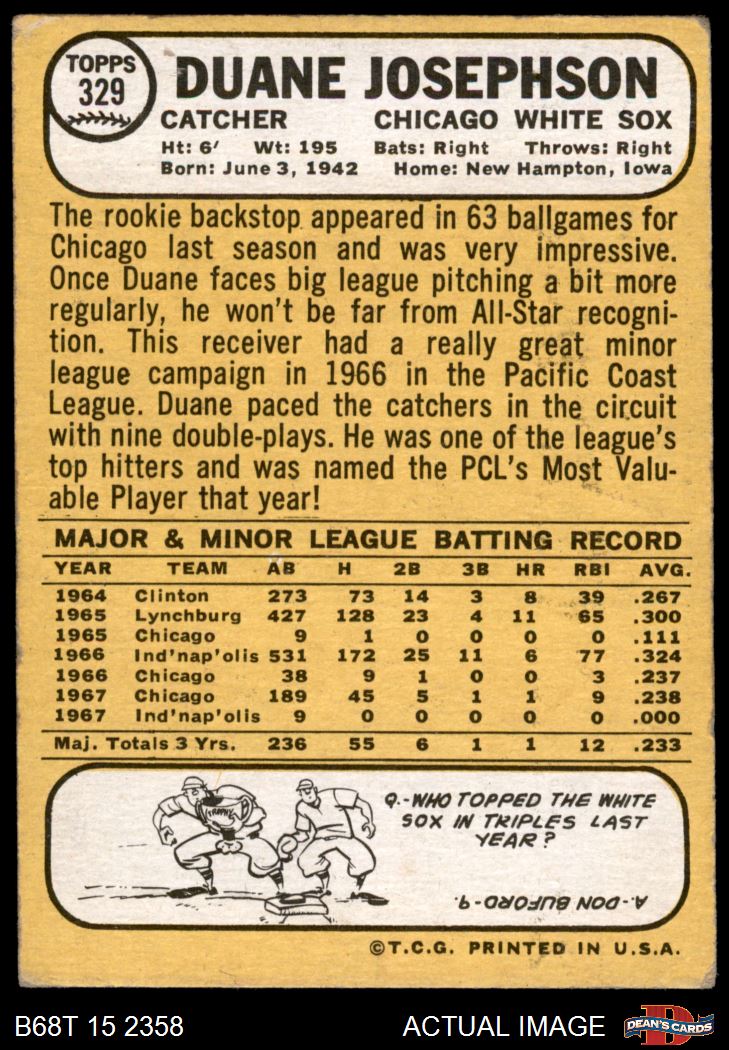 TOPPS
329
DUANE JOSEPHSON
CATCHER CHICAGO WHITE SOX
Ht: 6' Wt: 195 Bats: Right Throws: Right
Born: June 3, 1942 Home: New Hampton, Iowa
The rookie backstop appeared in 63 ballgames for
Chicago last season and was very impressive.
Once Duane faces big league pitching a bit more
regularly, he won't be far from All-Star recogni-
tion. This receiver had a really great minor
league campaign in 1966 in the Pacific Coast
League. Duane paced the catchers in the circuit
with nine double-plays. He was one of the league's
top hitters and was named the PCL's Most Valu-
able Player that year!
MAJOR & MINOR LEAGUE BATTING RECORD
YEAR TEAM AB H 2B 3B HR RBI AVG.
1964 Clinton 273 73 14 3 8 39 .267
1965 Lynchburg 427 128 23 4 11 65 .300
1965 Chicago 9 1 0 0 0 0 .111
1966 Ind'nap'olis 531 172 25 11 6 77 .324
1966 Chicago 38 9 1 0 0 3 .237
1967 Chicago 189 45 5 1 1 9 .238
1967 Ind'nap'olis 9 0 0 0 0 0 .000
Maj. Totals 3 Yrs. 236 55 6 1 1 12 .233
TROPHY
Q.-WHO TOPPED THE WHITE
SOX IN TRIPLES LAST
YEAR?
A.-DON BUFORD-9.
©T.C.G. PRINTED IN U.S.A.
B68T 15 2358 ACTUAL IMAGE
D
DEAN'S CARDS